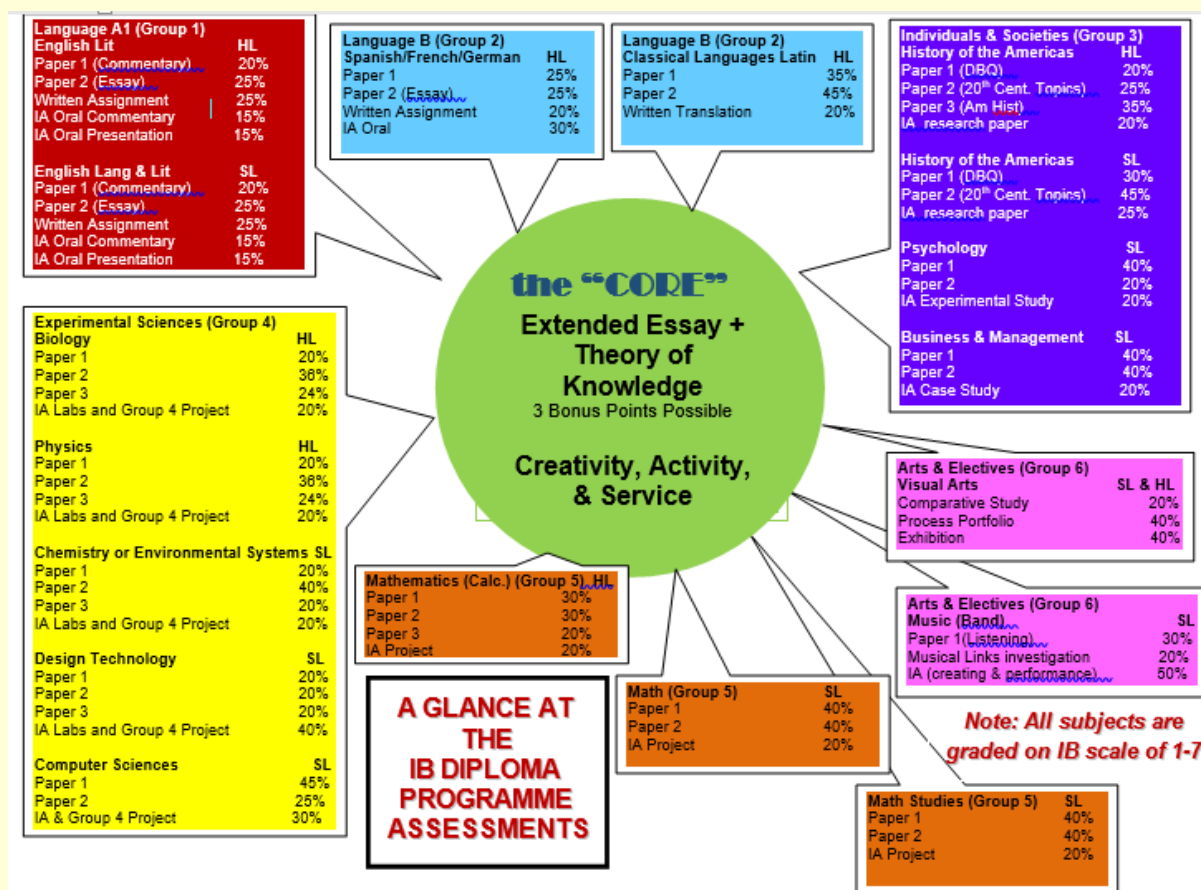 Language A1 (Group 1)
English Lit HL
Paper 1 (Commentary) 20%
Paper 2 (Essay) 25%
Written Assignment 25%
IA Oral Commentary 15%
IA Oral Presentation 15%
English Lang & Lit SL
Paper 1 (Commentary) 20%
Paper 2 (Essay) 25%
Written Assignment 25%
IA Oral Commentary 15%
IA Oral Presentation 15%
Language B (Group 2)
Spanish/French/German HL
Paper 1 25%
Paper 2 (Essay) 25%
Written Assignment 20%
IA Oral 30%
Language B (Group 2)
Classical Languages Latin HL
Paper 1 35%
Paper 2 45%
Written Translation 20%
Individuals & Societies (Group 3)
History of the Americas HL
Paper 1 (DBQ) 20%
Paper 2 (20th Cent. Topics) 25%
Paper 3 (Am Hist) 35%
IA research paper 20%
History of the Americas SL
Paper 1 (DBQ) 30%
Paper 2 (20th Cent. Topics) 45%
IA research paper 25%
Psychology SL
Paper 1 40%
Paper 2 20%
IA Experimental Study 20%
Business & Management SL
Paper 1 40%
Paper 2 40%
IA Case Study 20%
the “CORE”
Extended Essay +
Theory of
Knowledge
3 Bonus Points Possible
Creativity, Activity,
& Service
Experimental Sciences (Group 4)
Biology HL
Paper 1 20%
Paper 2 36%
Paper 3 24%
IA Labs and Group 4 Project 20%
Physics HL
Paper 1 20%
Paper 2 36%
Paper 3 24%
IA Labs and Group 4 Project 20%
Chemistry or Environmental Systems SL
Paper 1 20%
Paper 2 40%
Paper 3 20%
IA Labs and Group 4 Project 20%
Design Technology SL
Paper 1 20%
Paper 2 20%
Paper 3 20%
IA Labs and Group 4 Project 40%
Computer Sciences SL
Paper 1 45%
Paper 2 25%
IA & Group 4 Project 30%
Mathematics (Calc.) (Group 5) HL
Paper 1 30%
Paper 2 30%
Paper 3 20%
IA Project 20%
A GLANCE AT
THE
IB DIPLOMA
PROGRAMME
ASSESSMENTS
Math (Group 5) SL
Paper 1 40%
Paper 2 40%
IA Project 20%
Arts & Electives (Group 6)
Visual Arts SL & HL
Comparative Study 20%
Process Portfolio 40%
Exhibition 40%
Arts & Electives (Group 6)
Music (Band) SL
Paper 1(Listening) 30%
Musical Links investigation 20%
IA (creating & performance) 50%
Note: All subjects are
graded on IB scale of 1-7
Math Studies (Group 5) SL
Paper 1 40%
Paper 2 40%
IA Project 20%